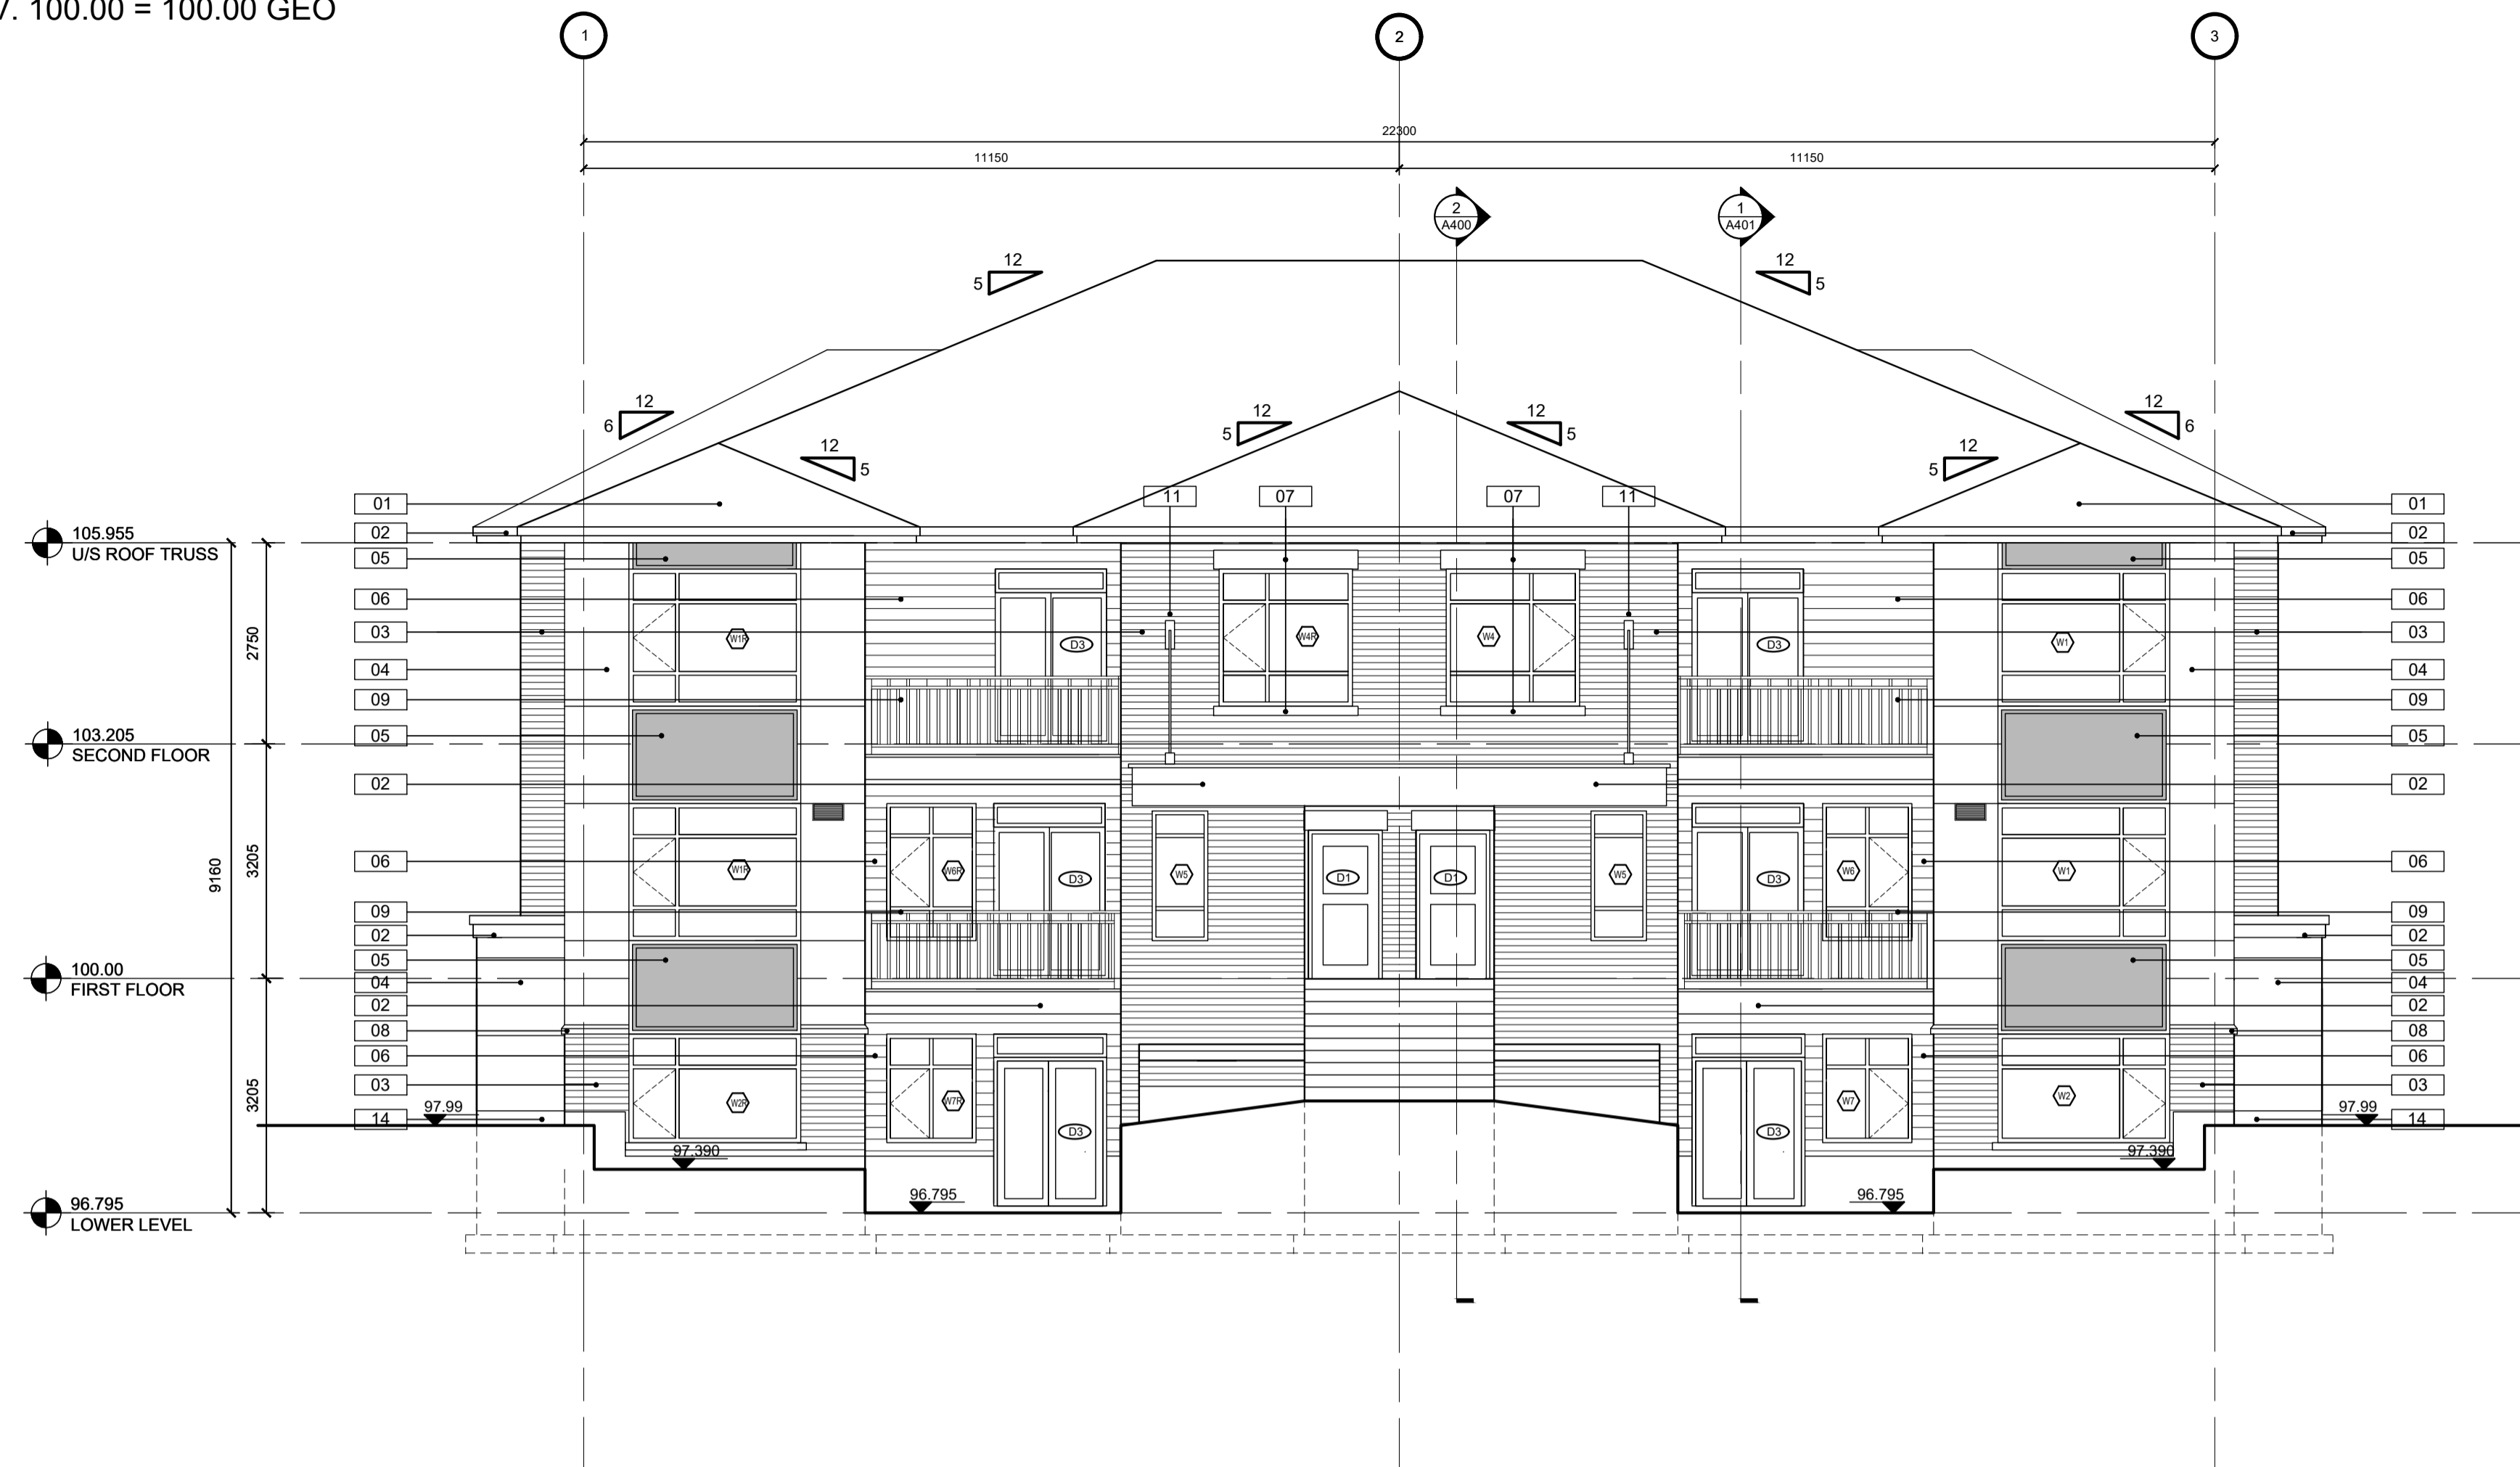 V. 100.00 = 100.00 GEO
1
2
3
22300
11150
11150
2
A400
1
A401
12
5
12
5
12
6
12
5
12
5
12
5
12
5
12
6
01
11
07
07
11
01
105.955
U/S ROOF TRUSS
02
02
05
05
06
06
03
03
2750
W1R
D3
W4R
W4
D3
W1
04
04
09
09
103.205
SECOND FLOOR
05
05
02
02
9160
3205
06
W1R
W6R
D3
W5
D1
D1
W5
D3
W6
W1
06
09
09
02
02
05
05
100.00
FIRST FLOOR
04
04
02
02
08
08
06
06
3205
03
03
97.99
14
W2R
W7R
D3
D3
W7
W2
97.99
14
97.390
97.390
96.795
LOWER LEVEL
96.795
96.795